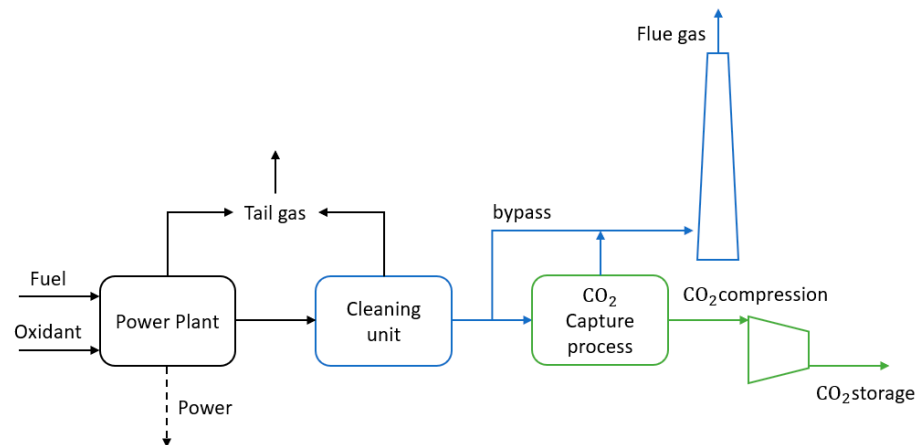 Flue gas
Tail gas
bypass
Fuel
Oxidant
Power Plant
Cleaning
unit
CO₂
Capture
process
CO₂compression
Power
CO₂storage